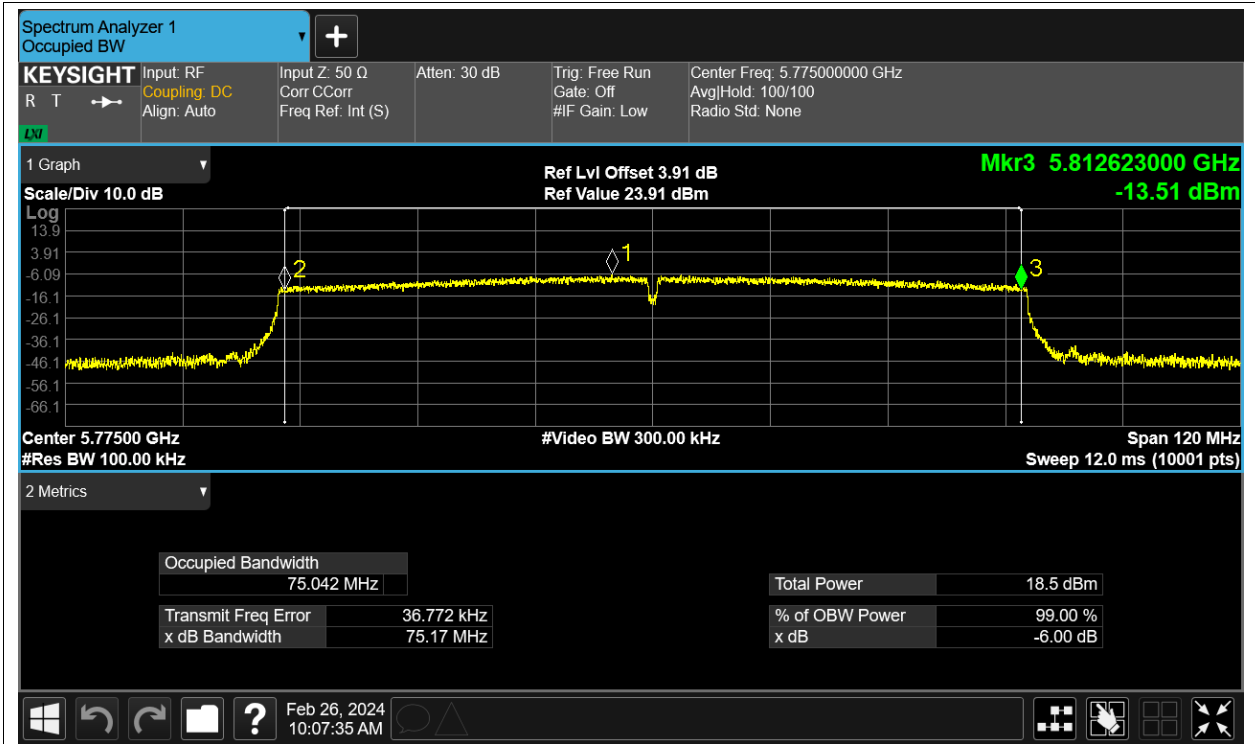 Spectrum Analyzer 1
Occupied BW
KEYSIGHT
R T
LXI
Input: RF
Coupling: DC
Align: Auto
Input Z: 50 Ω
Corr CCorr
Freq Ref: Int (S)
Atten: 30 dB
Trig: Free Run
Gate: Off
#IF Gain: Low
Center Freq: 5.775000000 GHz
Avg|Hold: 100/100
Radio Std: None
1 Graph
Scale/Div 10.0 dB
Ref Lvl Offset 3.91 dB
Ref Value 23.91 dBm
Mkr3 5.812623000 GHz
-13.51 dBm
Log
13.9
3.91
-6.09
-16.1
-26.1
-36.1
-46.1
-56.1
-66.1
2
1
3
Center 5.77500 GHz
#Res BW 100.00 kHz
#Video BW 300.00 kHz
Span 120 MHz
Sweep 12.0 ms (10001 pts)
2 Metrics
Occupied Bandwidth
75.042 MHz
Transmit Freq Error 36.772 kHz
x dB Bandwidth 75.17 MHz
Total Power 18.5 dBm
% of OBW Power 99.00 %
x dB -6.00 dB
?
Feb 26, 2024
10:07:35 AM